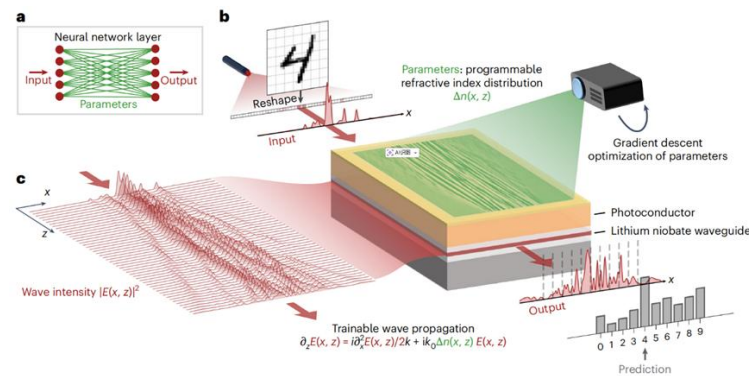 a
Neural network layer
Input
Output
Parameters
b
Reshape
Input
x
Parameters: programmable
refractive index distribution
Δn(x, z)
Gradient descent
optimization of parameters
c
x
z
Wave intensity |E(x, z)|²
Trainable wave propagation
∂zE(x, z) = i∂x²E(x, z)/2k + ik₀Δn(x, z) E(x, z)
Photoconductor
Lithium niobate waveguide
x
Output
0 1 2 3 4 5 6 7 8 9
Prediction